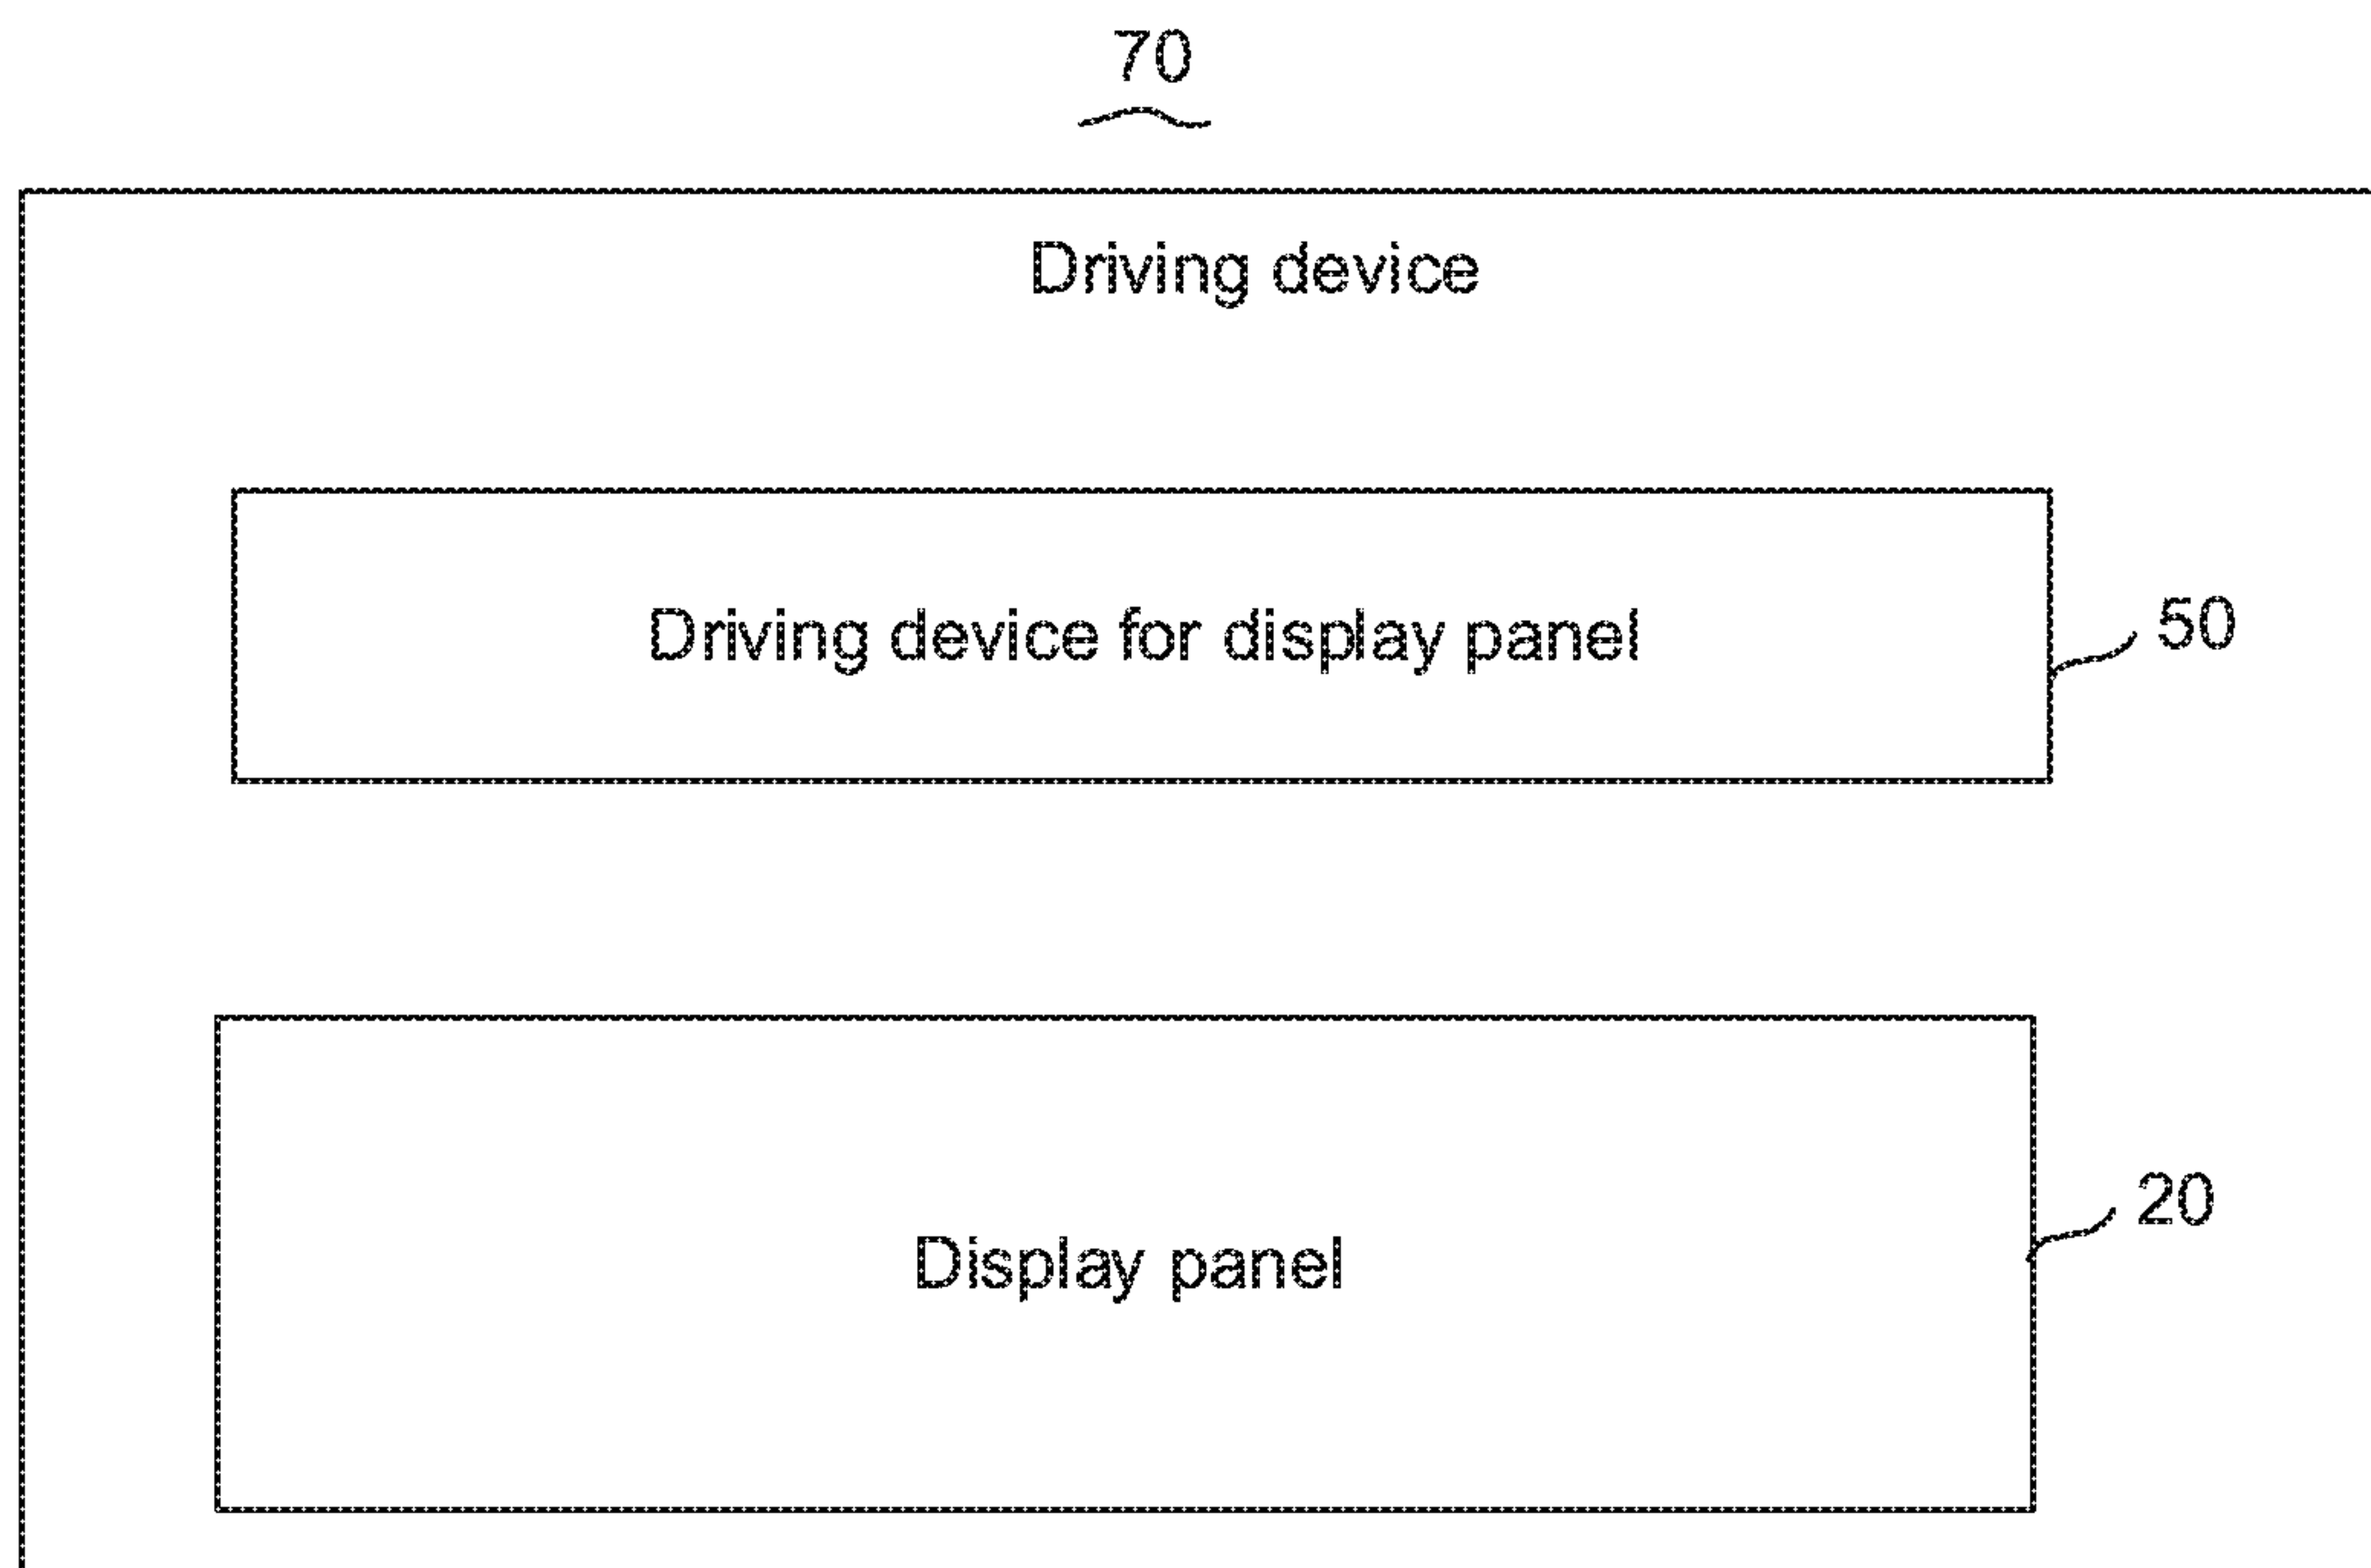 70
Driving device
Driving device for display panel
50
20
Display panel